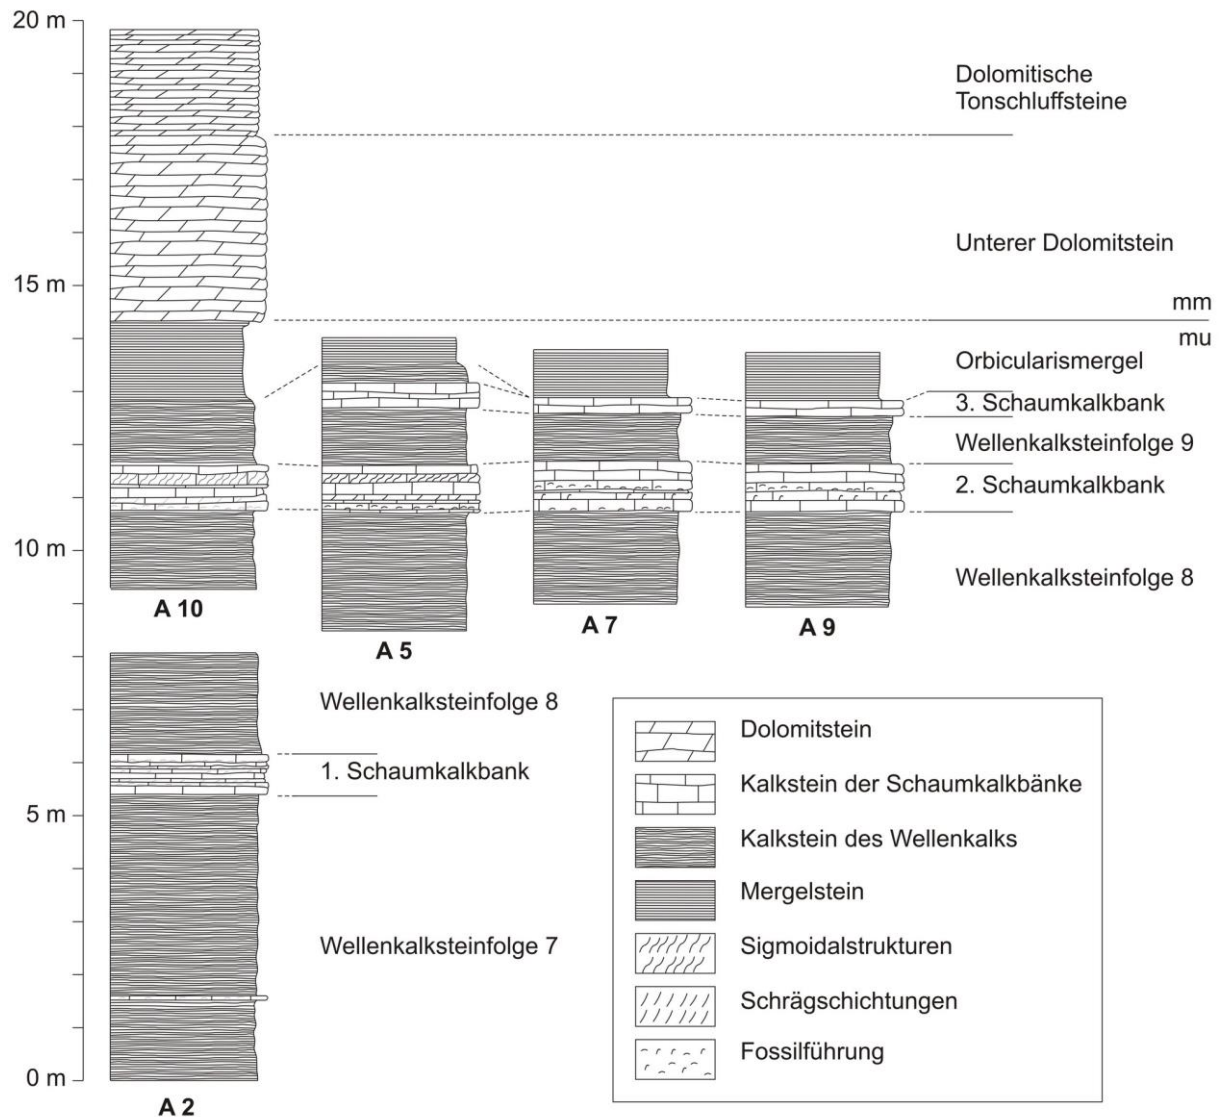 20 m
Dolomitische
Tonschluffsteine
Unterer Dolomitstein
15 m
mm
mu
Orbicularismergel
3. Schaumkalkbank
Wellenkalksteinfolge 9
2. Schaumkalkbank
10 m
Wellenkalksteinfolge 8
A 10
A 5
A 7
A 9
Wellenkalksteinfolge 8
1. Schaumkalkbank
5 m
Wellenkalksteinfolge 7
0 m
A 2
Dolomitstein
Kalkstein der Schaumkalkbänke
Kalkstein des Wellenkalks
Mergelstein
Sigmoidalstrukturen
Schrägschichtungen
Fossilführung